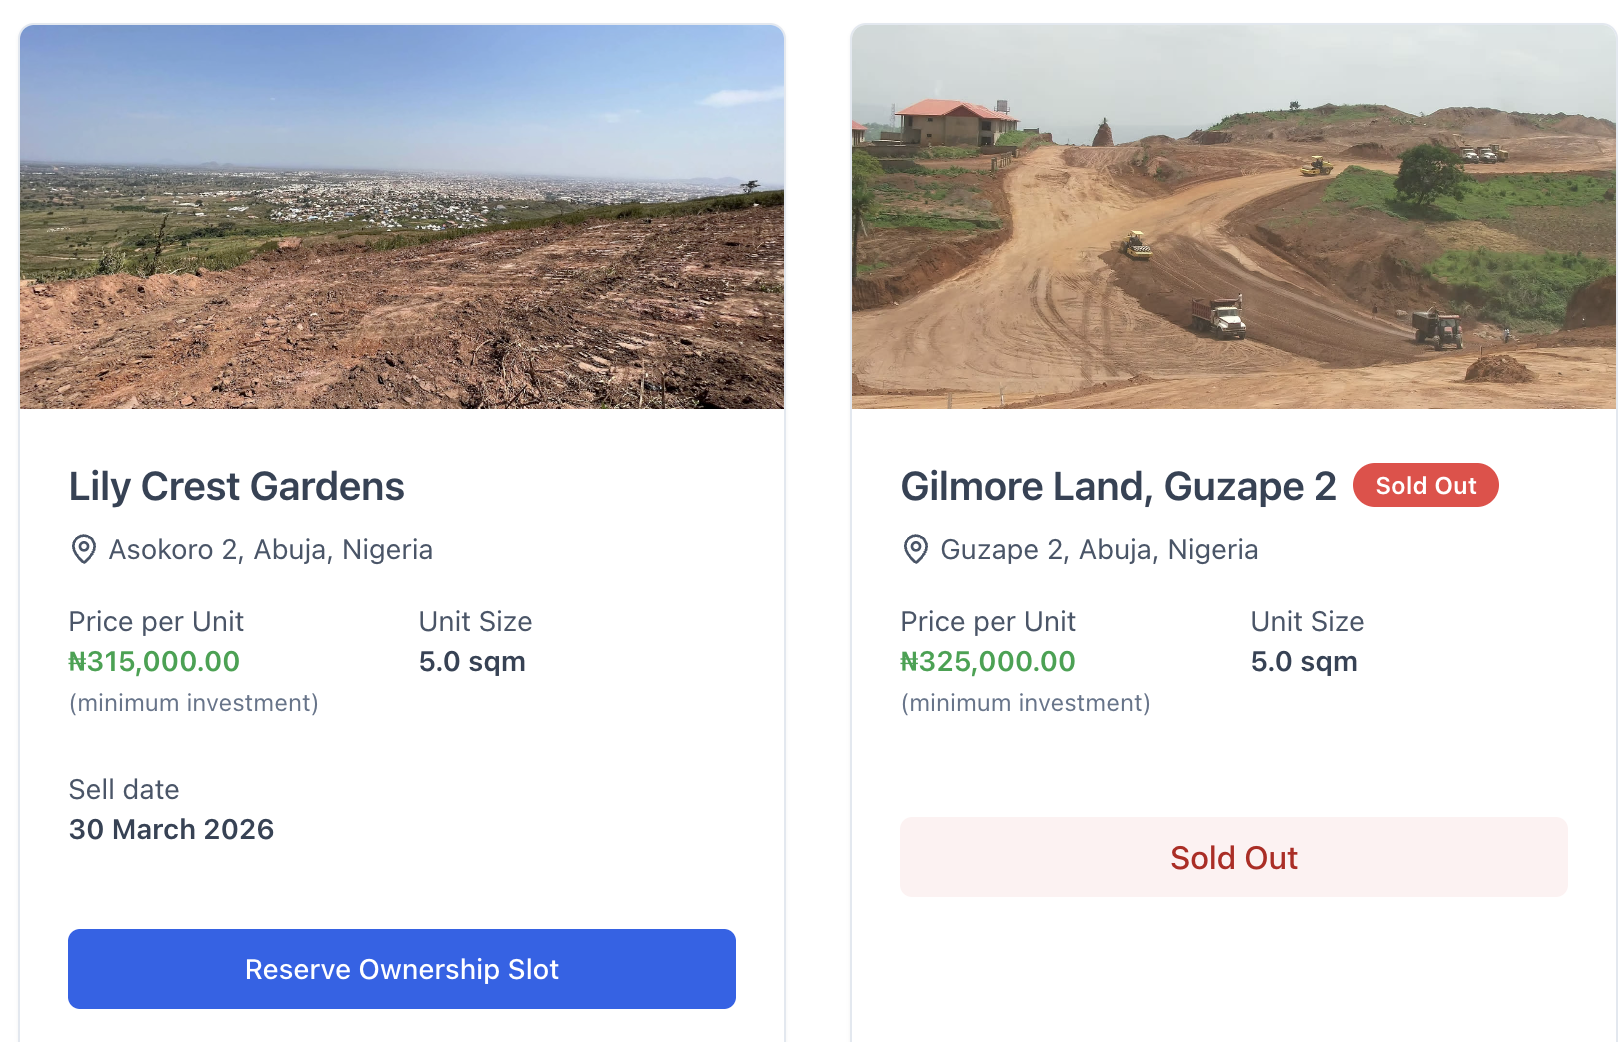 Lily Crest Gardens
Asokoro 2, Abuja, Nigeria
Price per Unit
₦315,000.00
(minimum investment)
Unit Size
5.0 sqm
Sell date
30 March 2026
Reserve Ownership Slot
Gilmore Land, Guzape 2
Sold Out
Guzape 2, Abuja, Nigeria
Price per Unit
₦325,000.00
(minimum investment)
Unit Size
5.0 sqm
Sold Out